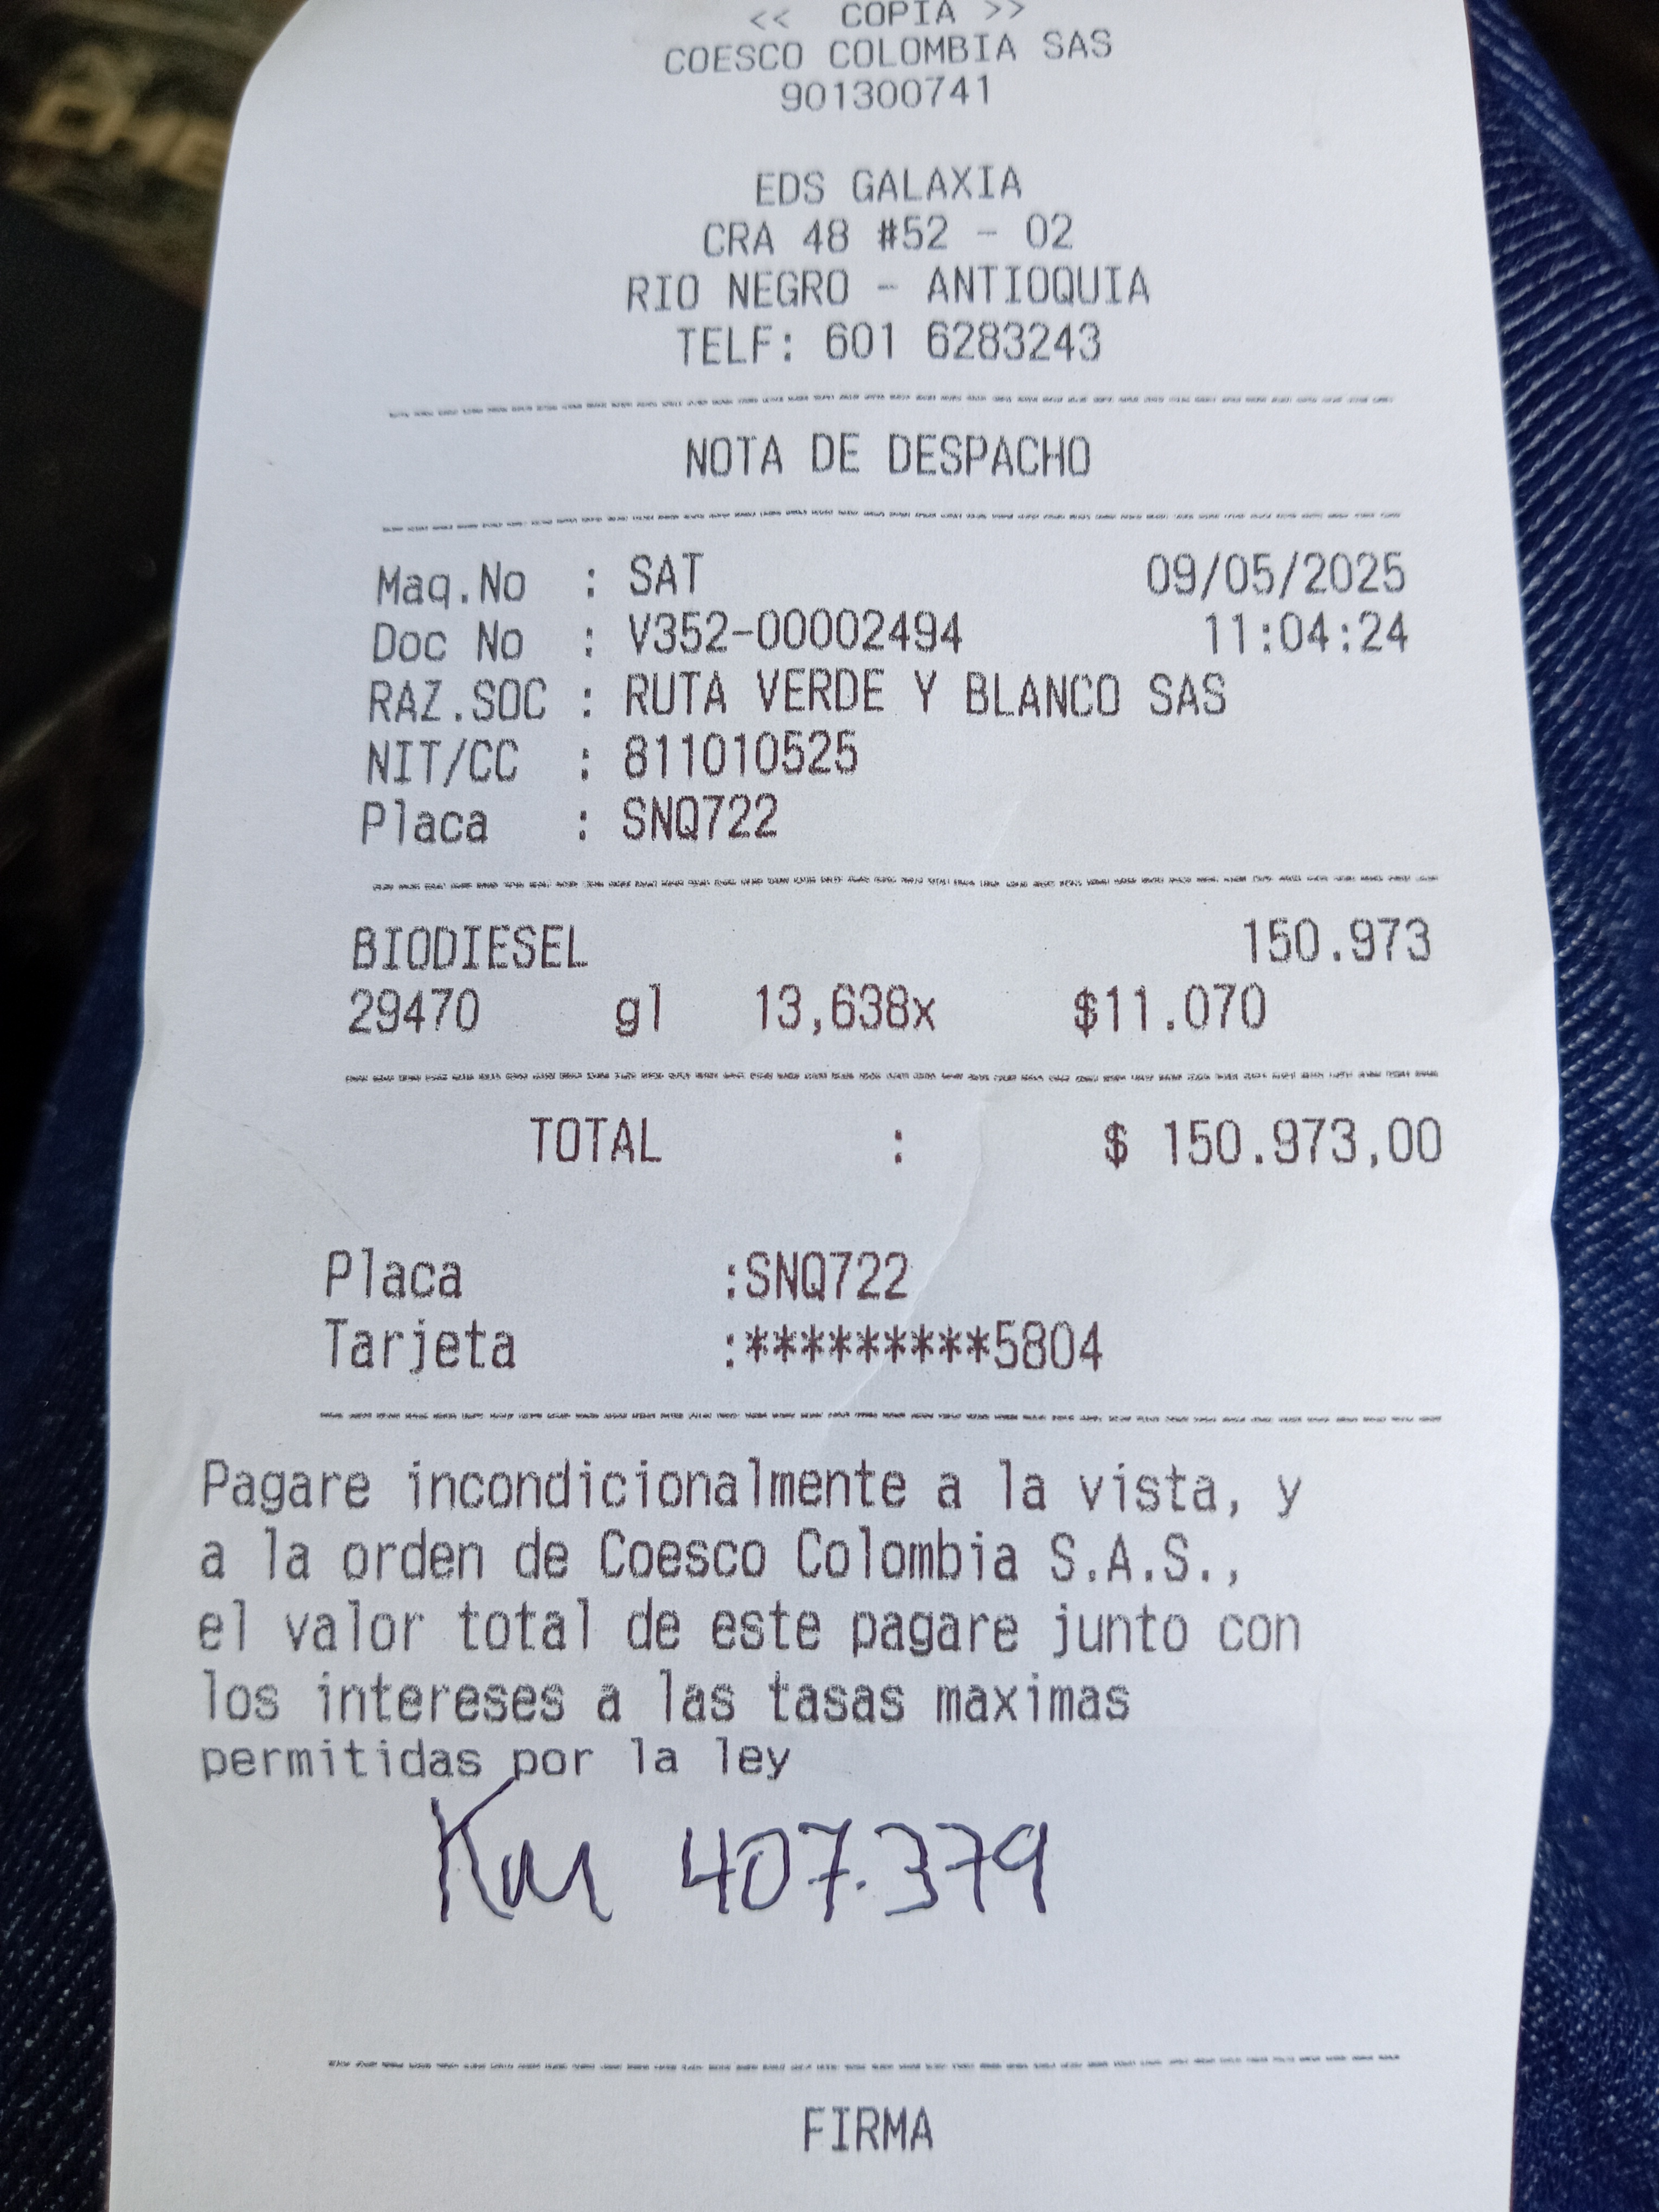 << COPIA >>
COESCO COLOMBIA SAS
901300741
EDS GALAXIA
CRA 48 #52 - 02
RIO NEGRO - ANTIOQUIA
TELF: 601 6283243
NOTA DE DESPACHO
Maq.No : SAT 09/05/2025
Doc No : V352-00002494 11:04:24
RAZ.SOC : RUTA VERDE Y BLANCO SAS
NIT/CC : 811010525
Placa : SNQ722
BIODIESEL 150.973
29470 gl 13,638x $11.070
TOTAL : $ 150.973,00
Placa :SNQ722
Tarjeta :*********5804
Pagare incondicionalmente a la vista, y
a la orden de Coesco Colombia S.A.S.,
el valor total de este pagare junto con
los intereses a las tasas maximas
permitidas por la ley
Km 407.379
FIRMA